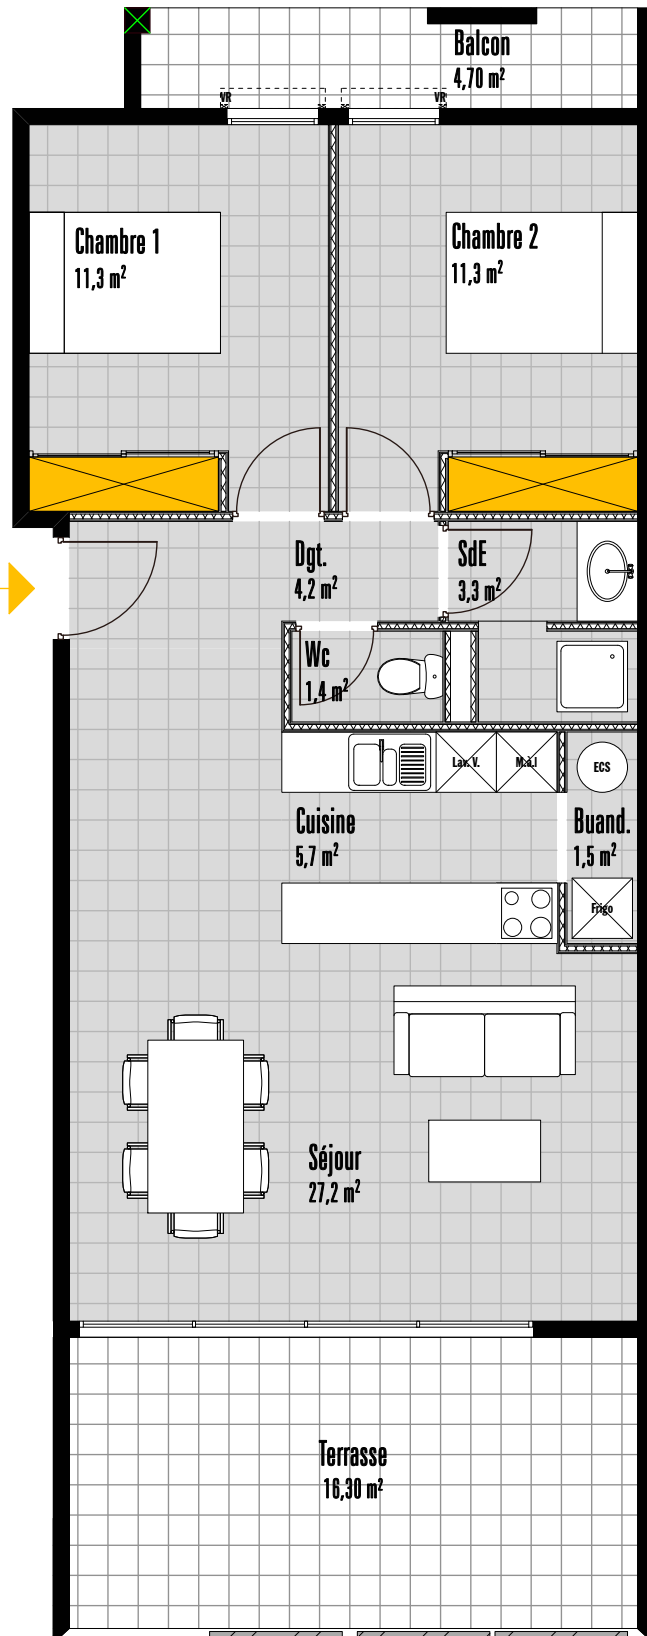 Balcon
4,70 m²
VR
VR
Chambre 1
11,3 m²
Chambre 2
11,3 m²
Dgt.
4,2 m²
SdE
3,3 m²
Wc
1,4 m²
Lav. V.
M.à.l
ECS
Cuisine
5,7 m²
Buand.
1,5 m²
Frigo
Séjour
27,2 m²
Terrasse
16,30 m²